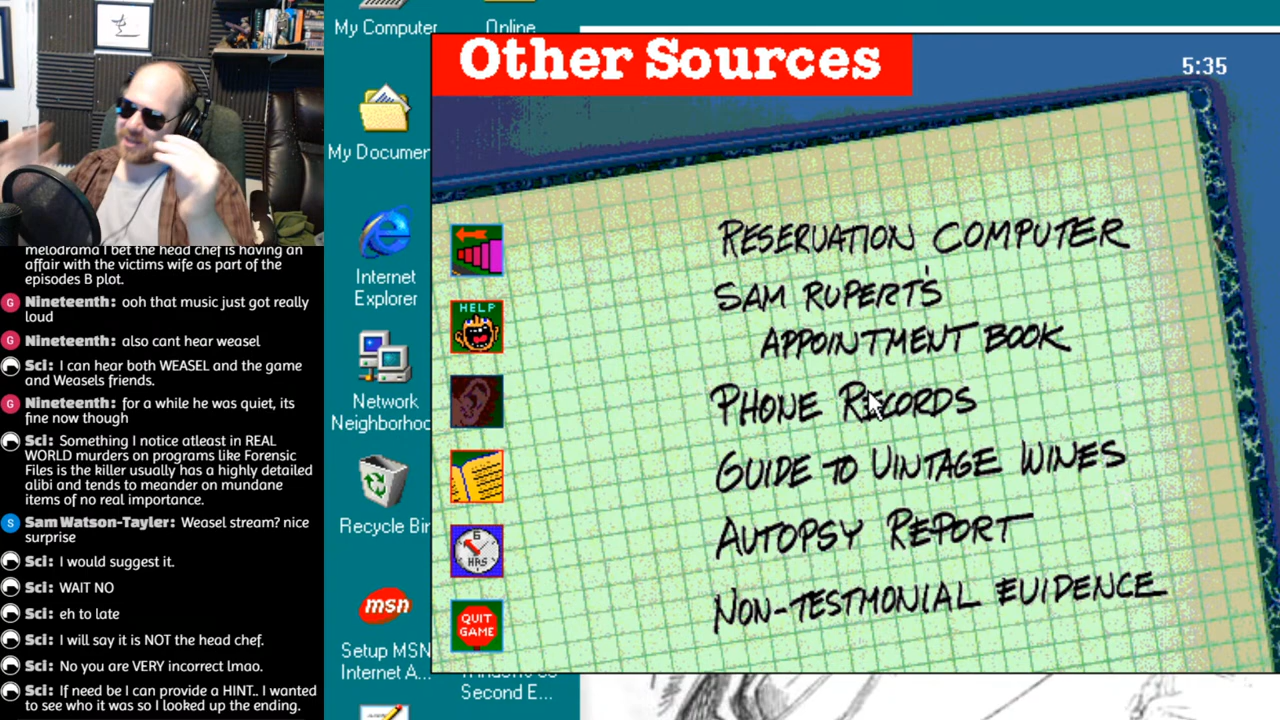 melodrama I bet the head chef is having an
affair with the victims wife as part of the
episodes B plot.
Nineteenth: ooh that music just got really
loud
Nineteenth: also cant hear weasel
Sci: I can hear both WEASEL and the game
and Weasels friends.
Nineteenth: for a while he was quiet, its
fine now though
Sci: Something I notice atleast in REAL
WORLD murders on programs like Forensic
Files is the killer usually has a highly detailed
alibi and tends to meander on mundane
items of no real importance.
Sam Watson-Tayler: Weasel stream? nice
surprise
Sci: I would suggest it.
Sci: WAIT NO
Sci: eh to late
Sci: I will say it is NOT the head chef.
Sci: No you are VERY incorrect lmao.
Sci: If need be I can provide a HINT.. I wanted
to see who it was so I looked up the ending.
My Computer
Online
My Documen
Internet
Explorer
Network
Neighborhoo
Recycle Bin
msn
Setup MSN
Internet A...
Second E...
Other Sources
5:35
HELP
6
HRS
QUIT
GAME
RESERVATION COMPUTER
SAM RUPERT'S
APPOINTMENT BOOK
PHONE RECORDS
GUIDE TO VINTAGE WINES
AUTOPSY REPORT
NON-TESTMONIAL EVIDENCE